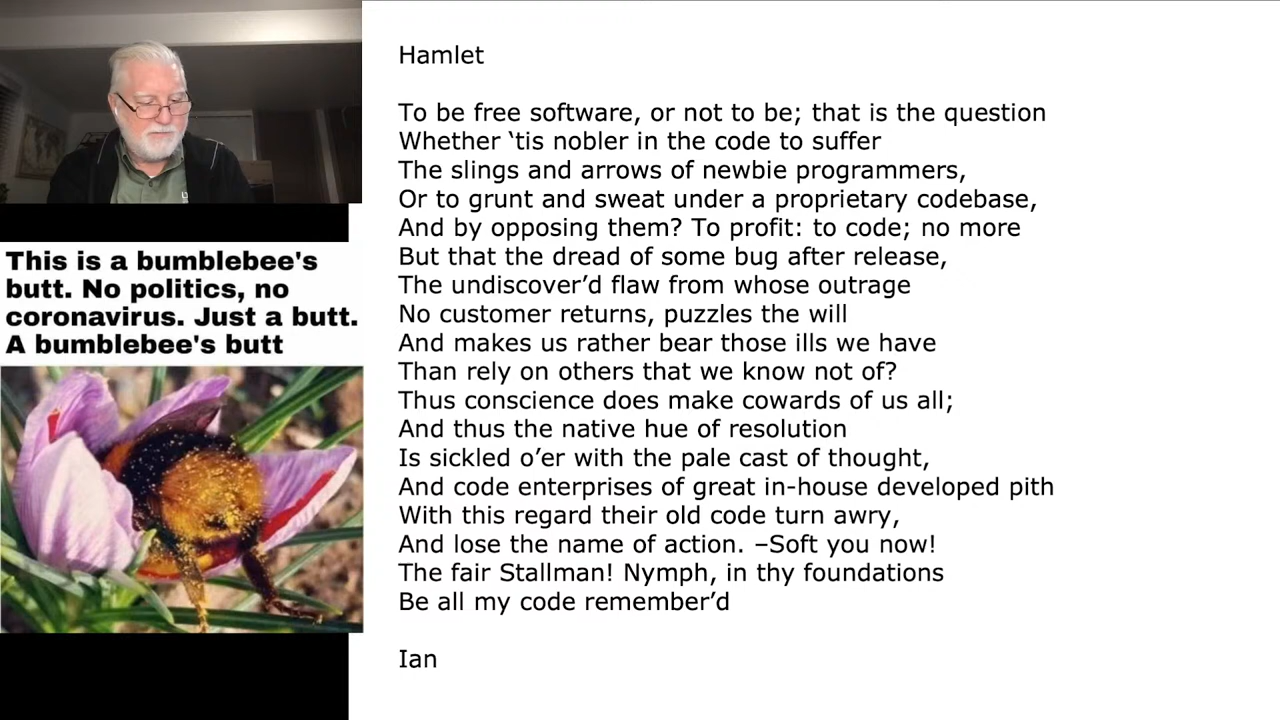 Hamlet
To be free software, or not to be; that is the question
Whether ‘tis nobler in the code to suffer
The slings and arrows of newbie programmers,
Or to grunt and sweat under a proprietary codebase,
And by opposing them? To profit: to code; no more
But that the dread of some bug after release,
The undiscover’d flaw from whose outrage
No customer returns, puzzles the will
And makes us rather bear those ills we have
Than rely on others that we know not of?
Thus conscience does make cowards of us all;
And thus the native hue of resolution
Is sickled o’er with the pale cast of thought,
And code enterprises of great in-house developed pith
With this regard their old code turn awry,
And lose the name of action. –Soft you now!
The fair Stallman! Nymph, in thy foundations
Be all my code remember’d
Ian
This is a bumblebee's
butt. No politics, no
coronavirus. Just a butt.
A bumblebee's butt